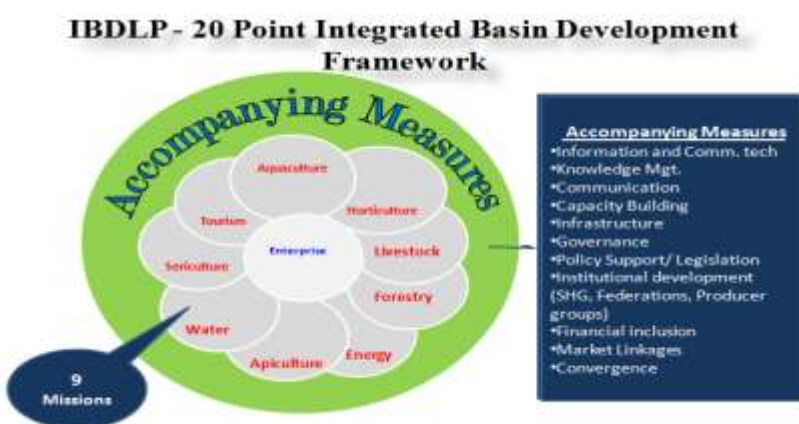 IBDLP - 20 Point Integrated Basin Development
Framework
Accompanying Measures
Aquaculture
Horticulture
Tourism
Enterprise
Livestock
Sericulture
Forestry
Water
Energy
Apiculture
9
Missions
Accompanying Measures
•Information and Comm. tech
•Knowledge Mgt.
•Communication
•Capacity Building
•Infrastructure
•Governance
•Policy Support/ Legislation
•Institutional development
(SHG, Federations, Producer
groups)
•Financial inclusion
•Market Linkages
•Convergence